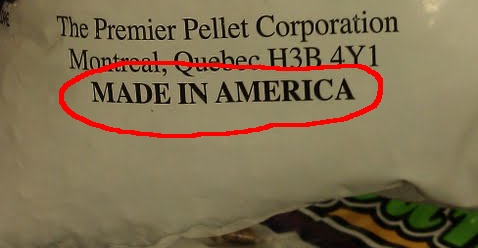 The Premier Pellet Corporation
Montreal, Quebec H3B 4Y1
MADE IN AMERICA